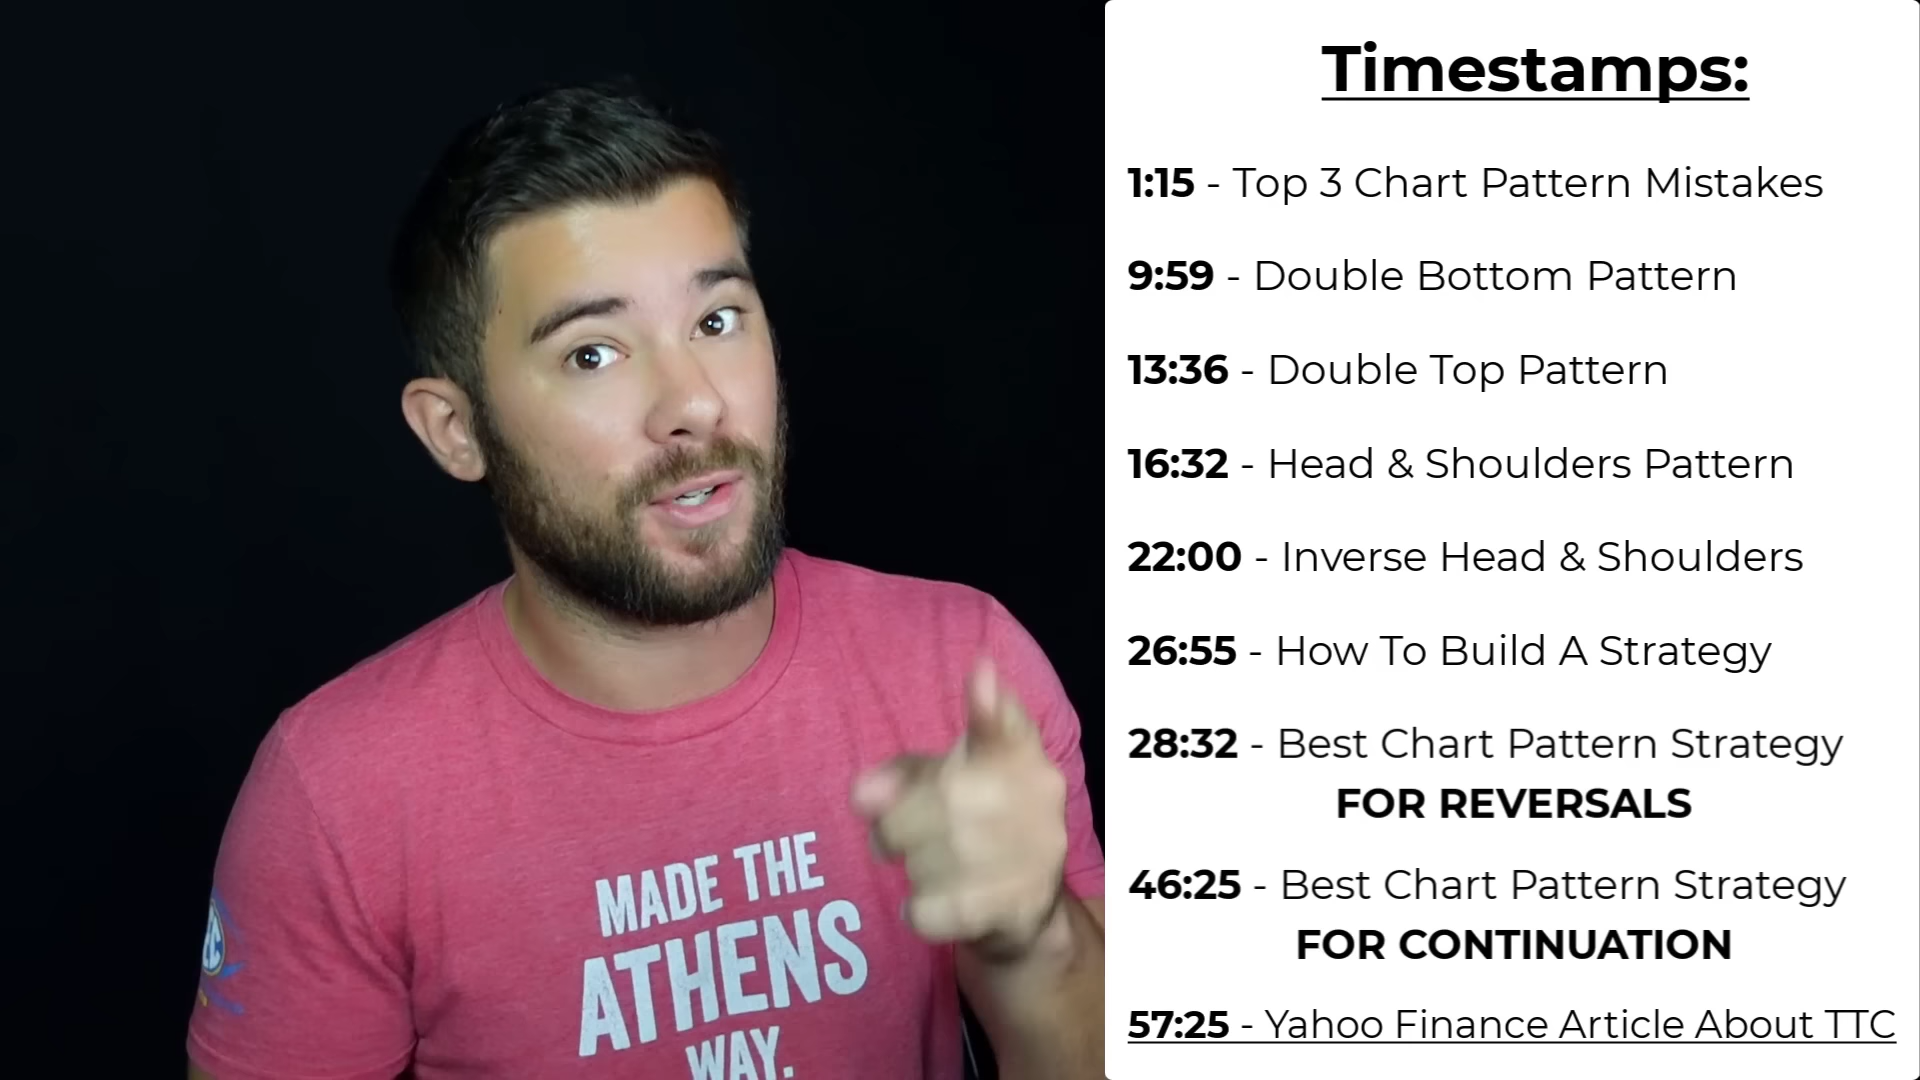 Timestamps:
1:15 - Top 3 Chart Pattern Mistakes
9:59 - Double Bottom Pattern
13:36 - Double Top Pattern
16:32 - Head & Shoulders Pattern
22:00 - Inverse Head & Shoulders
26:55 - How To Build A Strategy
28:32 - Best Chart Pattern Strategy
FOR REVERSALS
46:25 - Best Chart Pattern Strategy
FOR CONTINUATION
57:25 - Yahoo Finance Article About TTC
MADE THE
ATHENS
WAY.